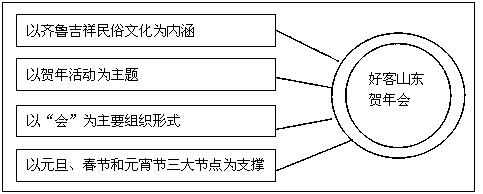 以齐鲁吉祥民俗文化为内涵
以贺年活动为主题
以“会”为主要组织形式
以元旦、春节和元宵节三大节点为支撑
好客山东
贺年会